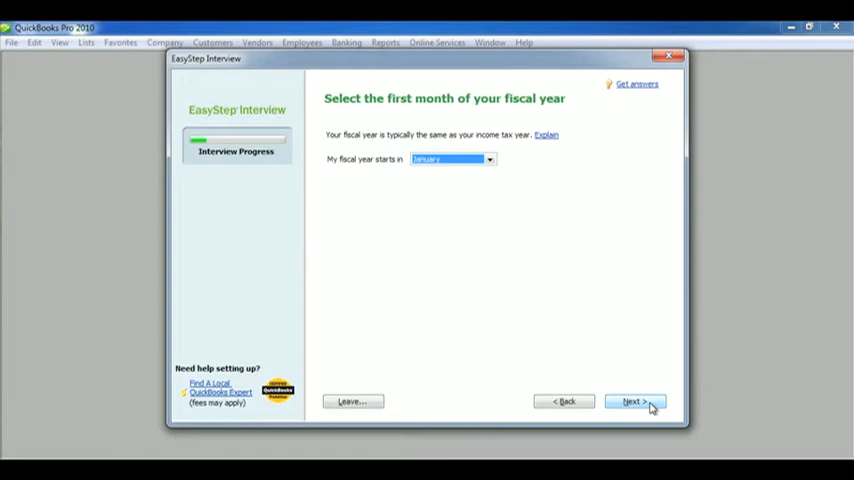 QuickBooks Pro 2010
File Edit View Lists Favorites Company Customers Vendors Employees Banking Reports Online Services Window Help
EasyStep Interview
Get answers
EasyStep Interview
Interview Progress
Select the first month of your fiscal year
Your fiscal year is typically the same as your income tax year. Explain
My fiscal year starts in January
Need help setting up?
Find A Local
QuickBooks Expert
(fees may apply)
CERTIFIED
QuickBooks
ProAdvisor
Leave...
< Back
Next >